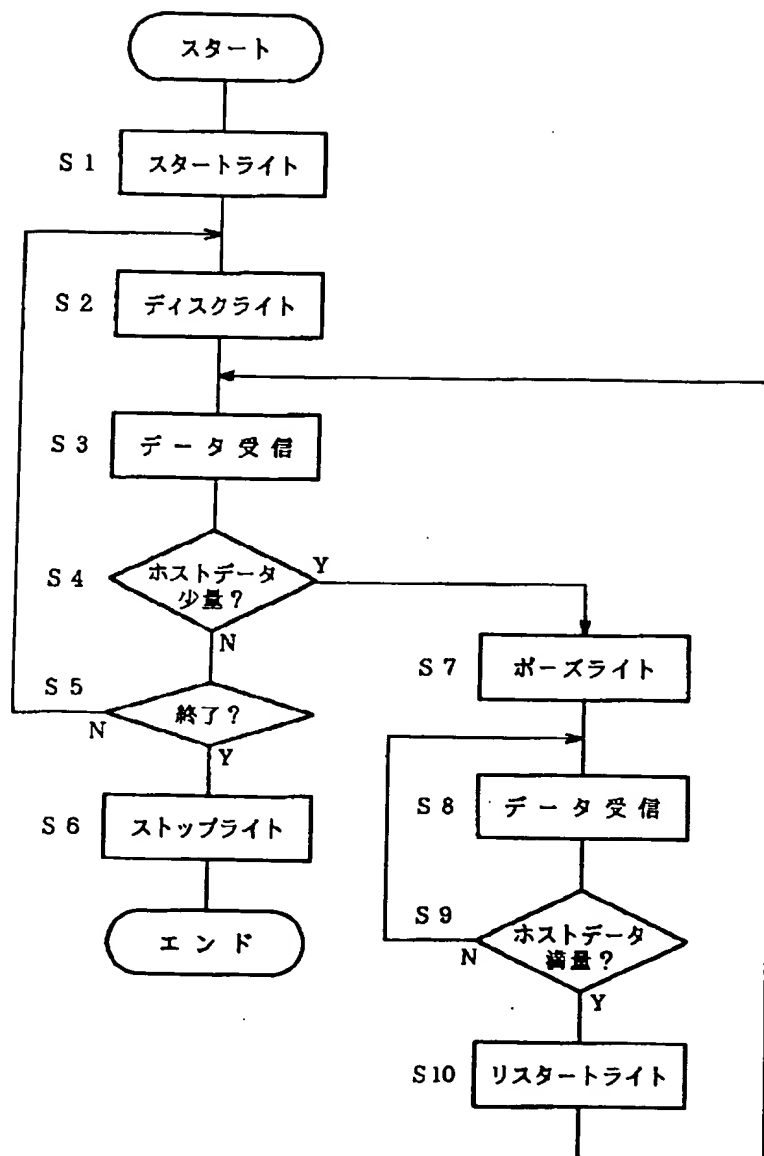 スタート
S1 スタートライト
S2 ディスクライト
S3 データ受信
S4 ホストデータ
少量?
Y
N
S5 終了?
N
Y
S6 ストップライト
エンド
S7 ポーズライト
S8 データ受信
S9 ホストデータ
満量?
N
Y
S10 リスタートライト